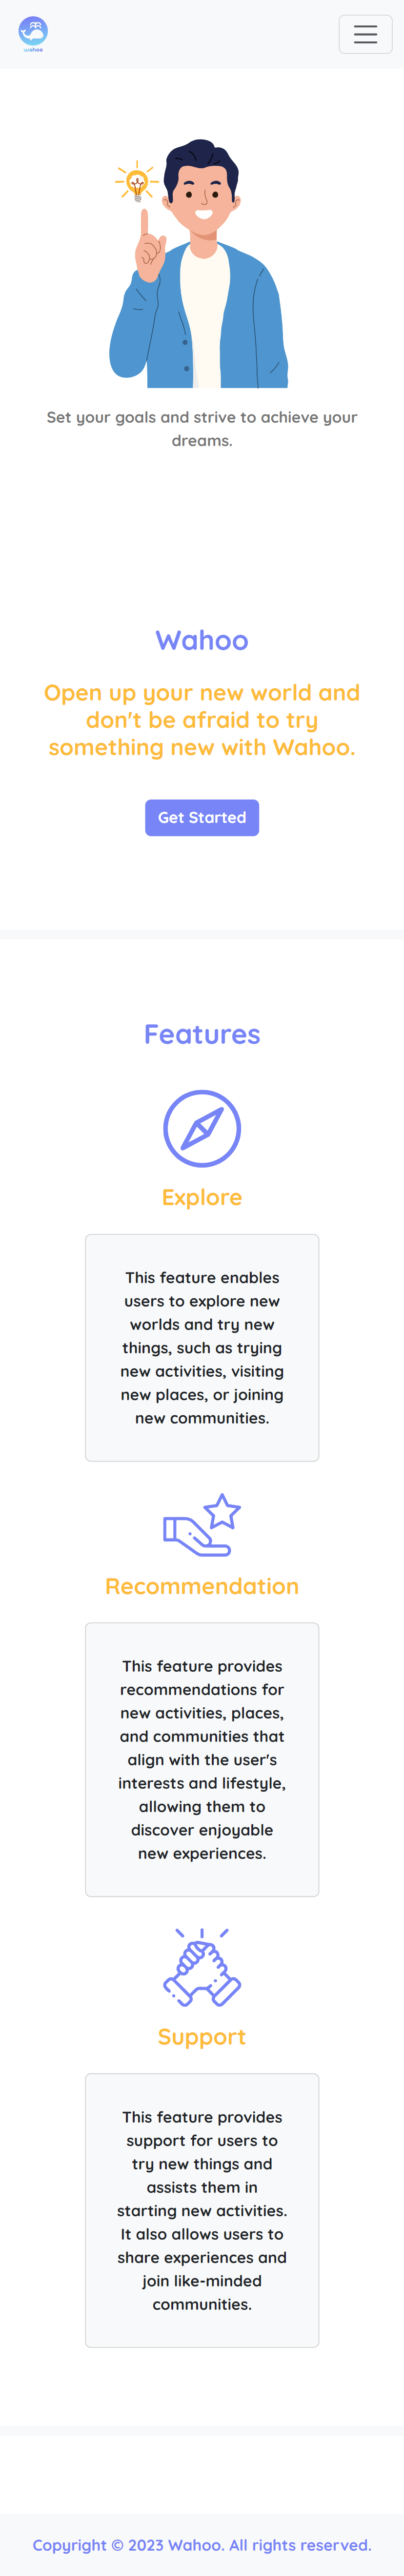 wahoo
Set your goals and strive to achieve your
dreams.
Wahoo
Open up your new world and
don't be afraid to try
something new with Wahoo.
Get Started
Features
Explore
This feature enables
users to explore new
worlds and try new
things, such as trying
new activities, visiting
new places, or joining
new communities.
Recommendation
This feature provides
recommendations for
new activities, places,
and communities that
align with the user's
interests and lifestyle,
allowing them to
discover enjoyable
new experiences.
Support
This feature provides
support for users to
try new things and
assists them in
starting new activities.
It also allows users to
share experiences and
join like-minded
communities.
Copyright © 2023 Wahoo. All rights reserved.